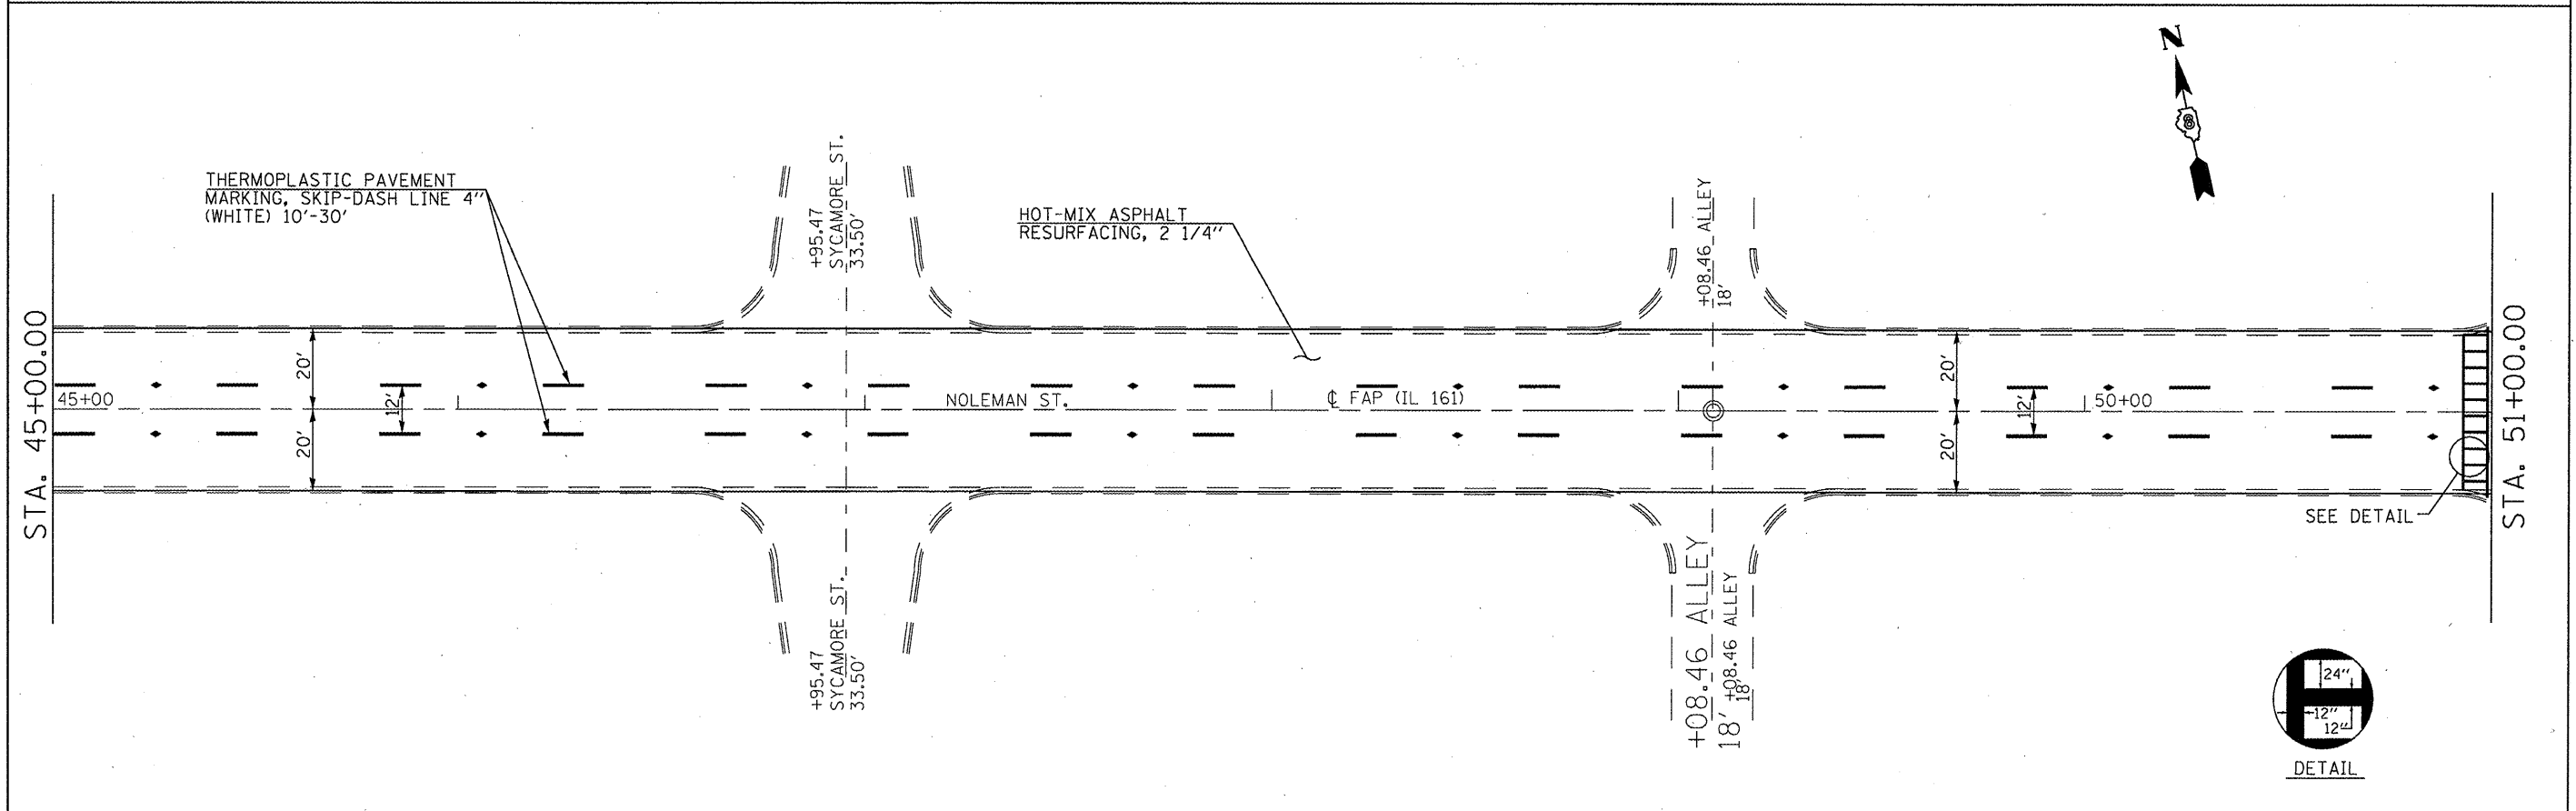 N
8
THERMOPLASTIC PAVEMENT
MARKING, SKIP-DASH LINE 4"
(WHITE) 10'-30'
+95.47
SYCAMORE ST.
33.50'
HOT-MIX ASPHALT
RESURFACING, 2 1/4"
+08.46 ALLEY
18'
STA. 45+00.00
45+00
20'
20'
12'
NOLEMAN ST.
℄ FAP (IL 161)
20'
20'
12'
50+00
STA. 51+00.00
SEE DETAIL
+95.47
SYCAMORE ST.
33.50'
+08.46 ALLEY
18'
+08.46 ALLEY
18'
24"
12"
12"
DETAIL